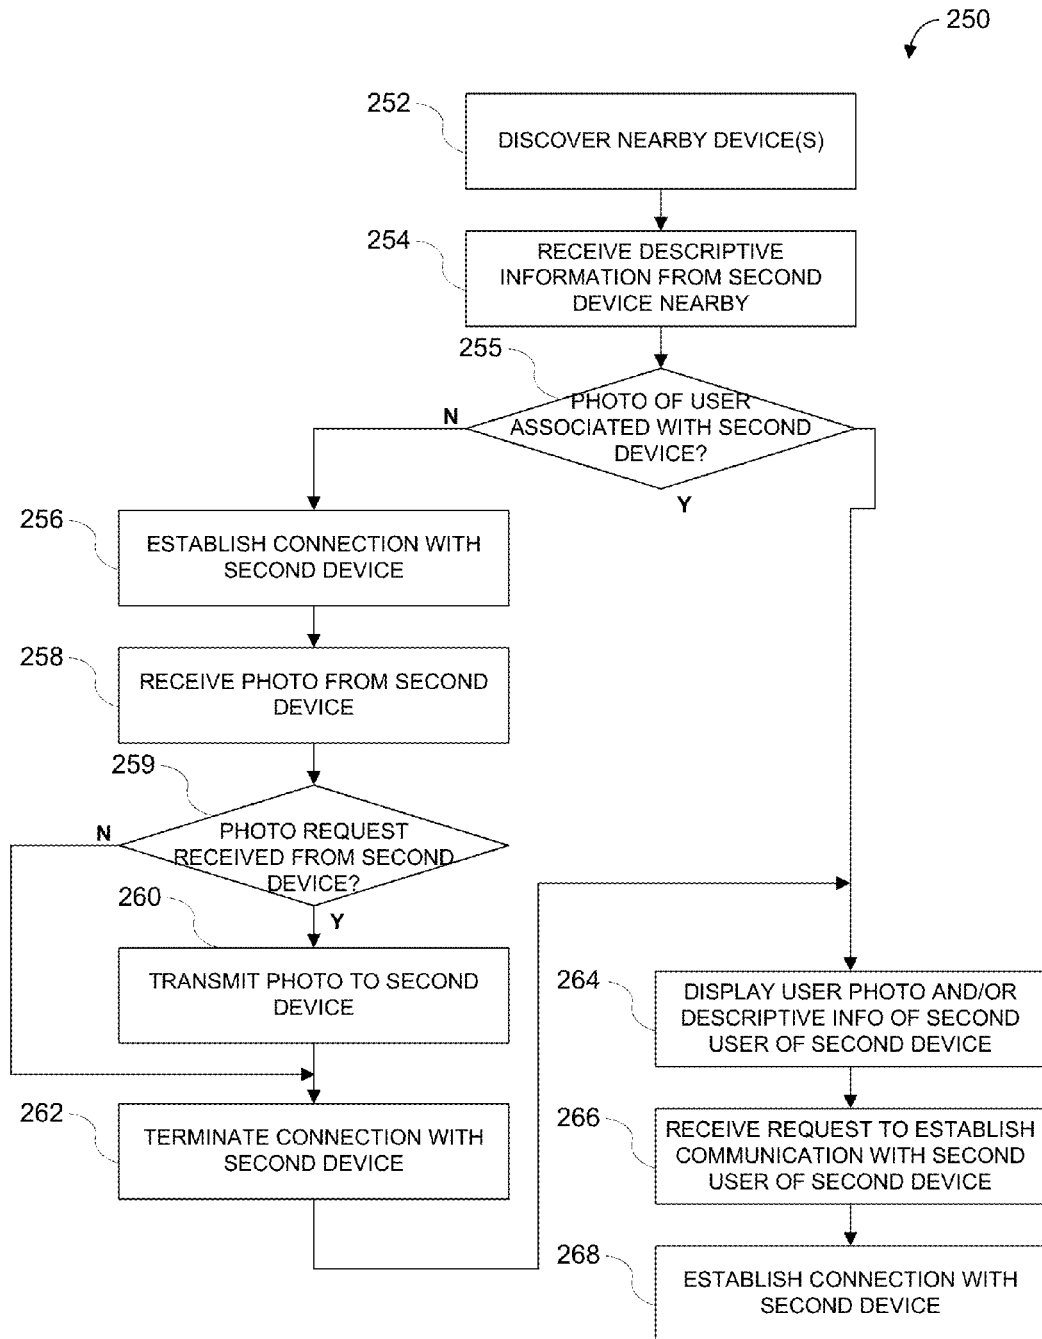 250
252
DISCOVER NEARBY DEVICE(S)
254
RECEIVE DESCRIPTIVE
INFORMATION FROM SECOND
DEVICE NEARBY
255
PHOTO OF USER
ASSOCIATED WITH SECOND
DEVICE?
N
Y
256
ESTABLISH CONNECTION WITH
SECOND DEVICE
258
RECEIVE PHOTO FROM SECOND
DEVICE
259
PHOTO REQUEST
RECEIVED FROM SECOND
DEVICE?
N
Y
260
TRANSMIT PHOTO TO SECOND
DEVICE
262
TERMINATE CONNECTION WITH
SECOND DEVICE
264
DISPLAY USER PHOTO AND/OR
DESCRIPTIVE INFO OF SECOND
USER OF SECOND DEVICE
266
RECEIVE REQUEST TO ESTABLISH
COMMUNICATION WITH SECOND
USER OF SECOND DEVICE
268
ESTABLISH CONNECTION WITH
SECOND DEVICE